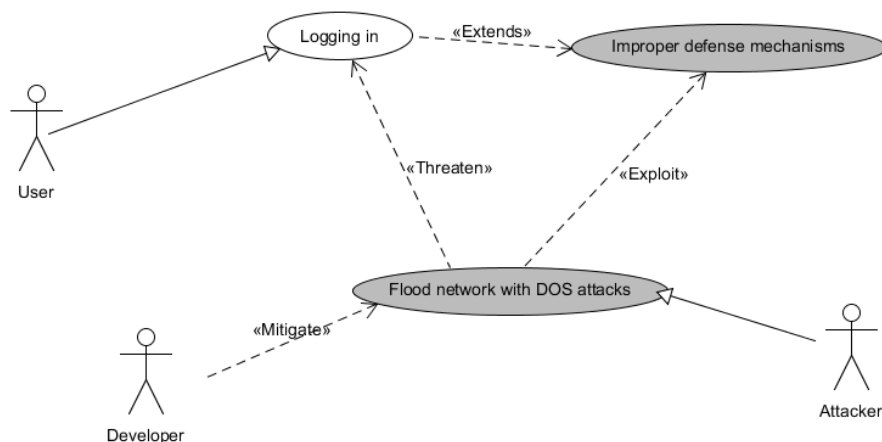 Logging in
«Extends»
Improper defense mechanisms
User
«Threaten»
«Exploit»
Flood network with DOS attacks
«Mitigate»
Developer
Attacker